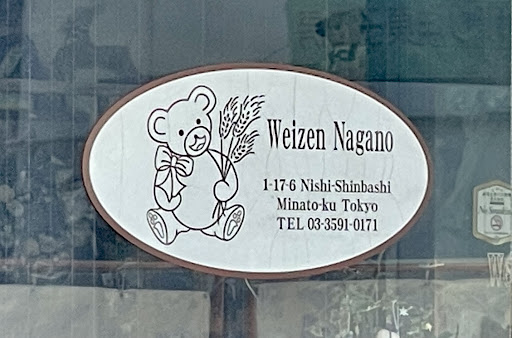 Weizen Nagano
1-17-6 Nishi-Shinbashi
Minato-ku Tokyo
TEL 03-3591-0171